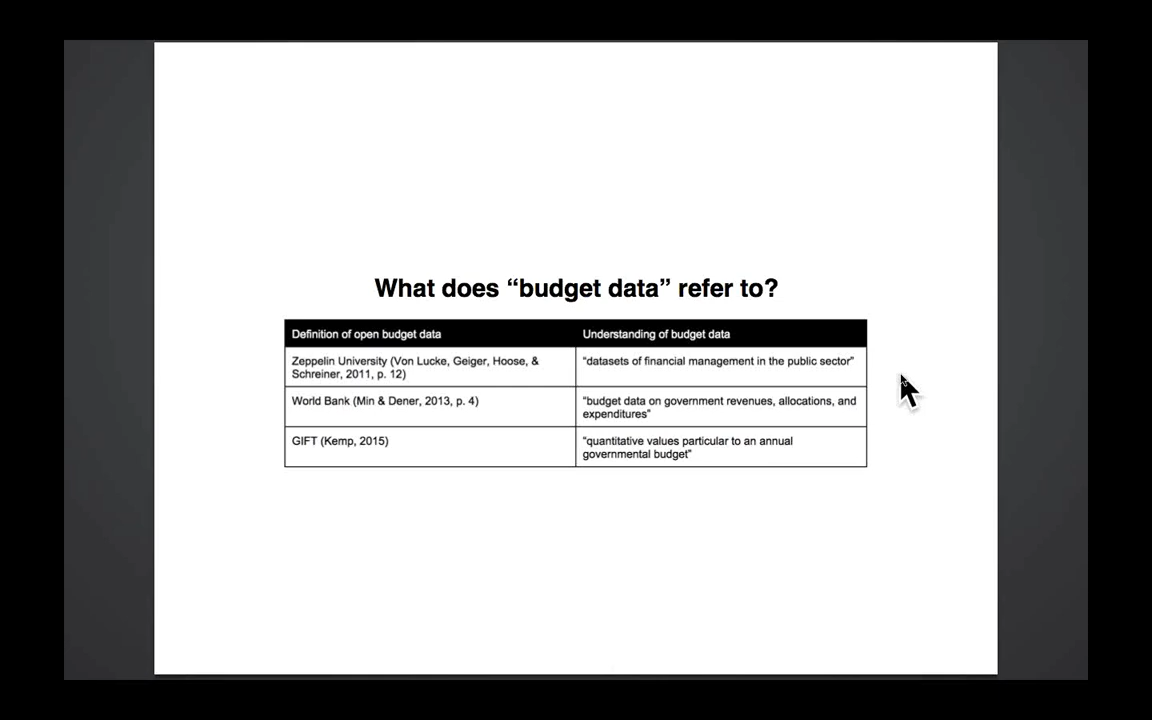 What does “budget data” refer to?
Definition of open budget data
Understanding of budget data
Zeppelin University (Von Lucke, Geiger, Hoose, &
Schreiner, 2011, p. 12)
“datasets of financial management in the public sector”
World Bank (Min & Dener, 2013, p. 4)
“budget data on government revenues, allocations, and
expenditures”
GIFT (Kemp, 2015)
“quantitative values particular to an annual
governmental budget”